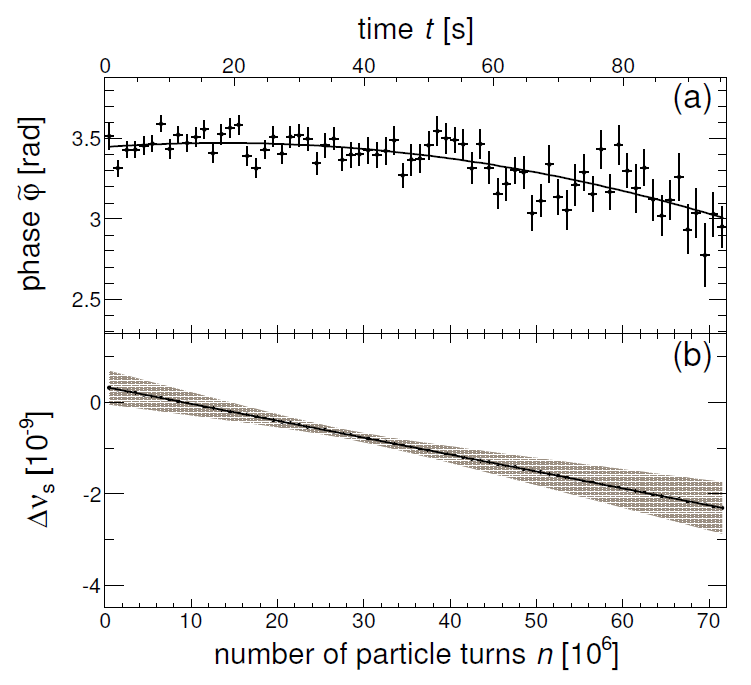 time t [s]
0 20 40 60 80
(a)
3.5
3
2.5
phase φ̃ [rad]
(b)
0
-2
-4
Δνs [10-9]
0 10 20 30 40 50 60 70
number of particle turns n [106]